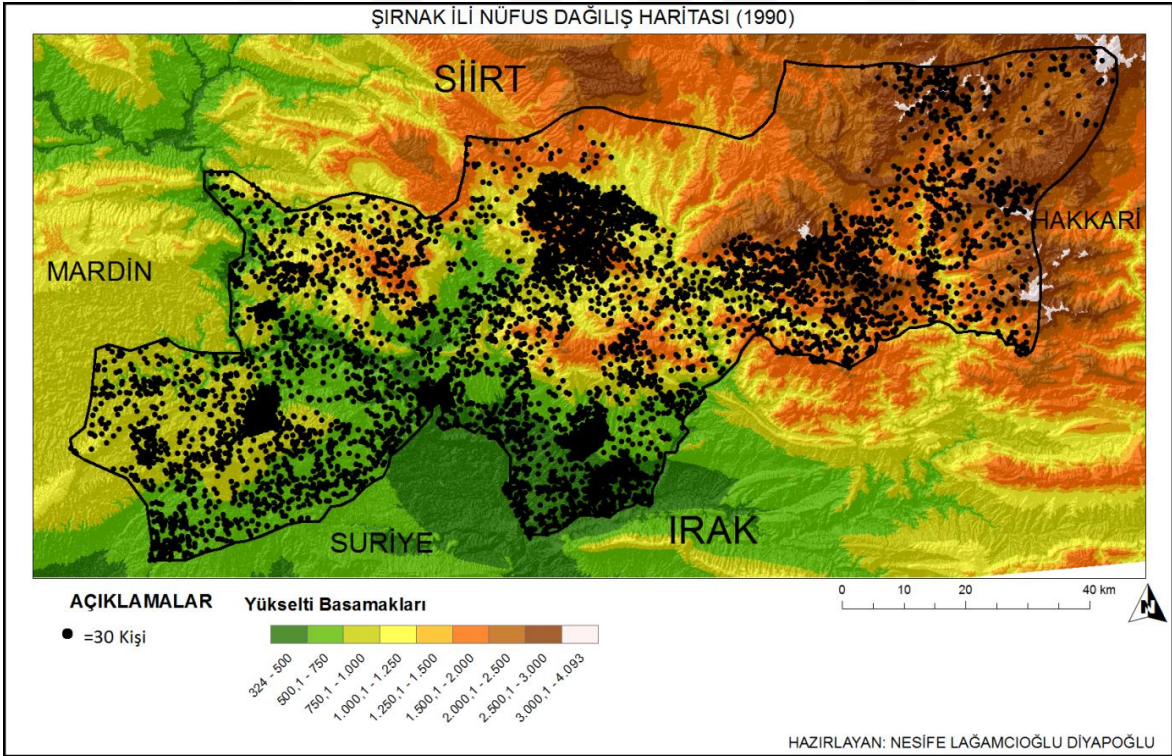 ŞIRNAK İLİ NÜFUS DAĞILIŞ HARİTASI (1990)
SİİRT
HAKKARİ
MARDİN
SURİYE
IRAK
AÇIKLAMALAR
=30 Kişi
Yükselti Basamakları
324 - 500
500,1 - 750
750,1 - 1.000
1.000,1 - 1.250
1.250,1 - 1.500
1.500,1 - 2.000
2.000,1 - 2.500
2.500,1 - 3.000
3.000,1 - 4.093
0 10 20 40 km
N
HAZIRLAYAN: NESİFE LAĞAMCIOĞLU DİYAPOĞLU